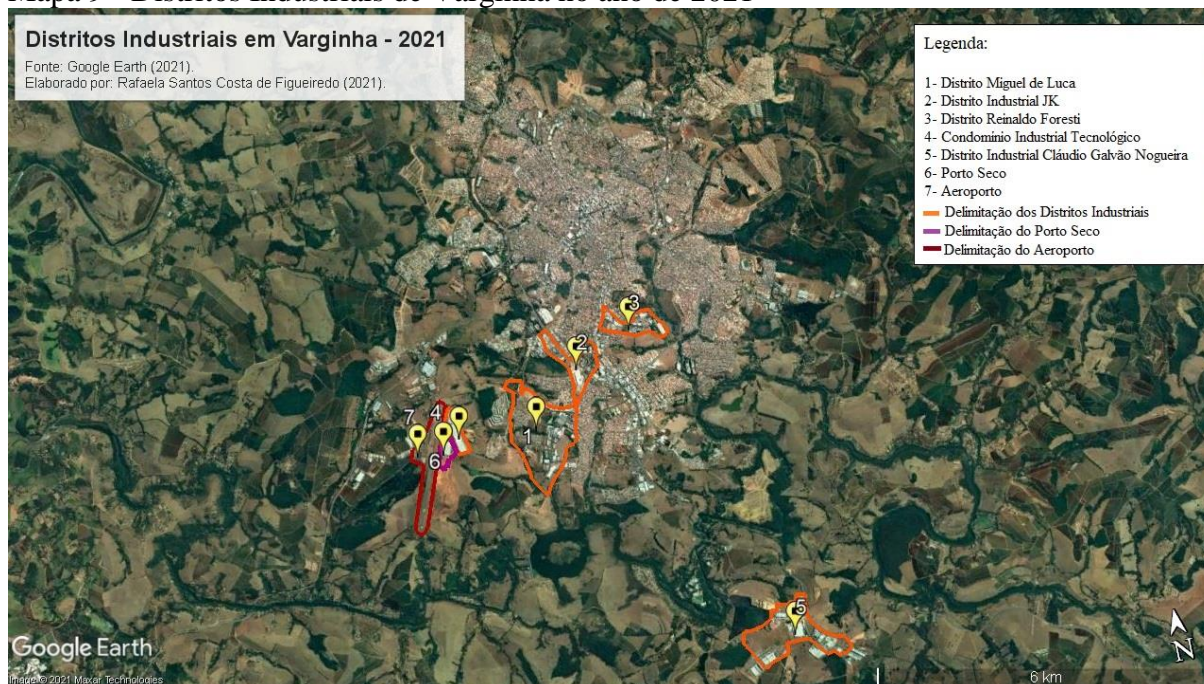 Mapa 9 – Distritos Industriais de Varginha no ano de 2021
Distritos Industriais em Varginha - 2021
Fonte: Google Earth (2021).
Elaborado por: Rafaela Santos Costa de Figueiredo (2021).
Legenda:
1- Distrito Miguel de Luca
2- Distrito Industrial JK
3- Distrito Reinaldo Foresti
4- Condominio Industrial Tecnológico
5- Distrito Industrial Cláudio Galvão Nogueira
6- Porto Seco
7- Aeroporto
Delimitação dos Distritos Industriais
Delimitação do Porto Seco
Delimitação do Aeroporto
3
2
7
4
1
6
5
N
Google Earth
Image © 2021 Maxar Technologies
6 km